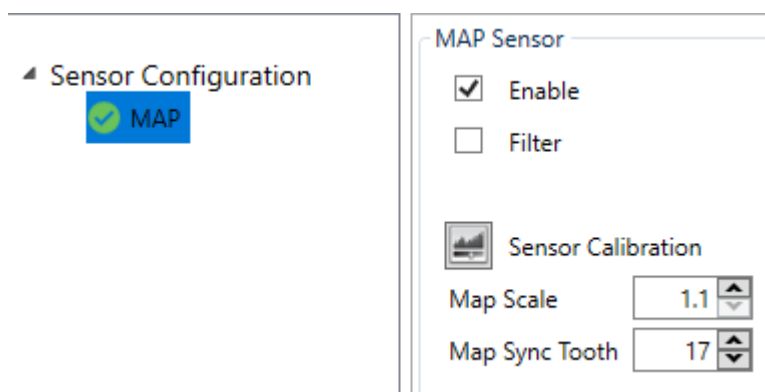 Sensor Configuration
MAP
MAP Sensor
Enable
Filter
Sensor Calibration
Map Scale 1.1
Map Sync Tooth 17